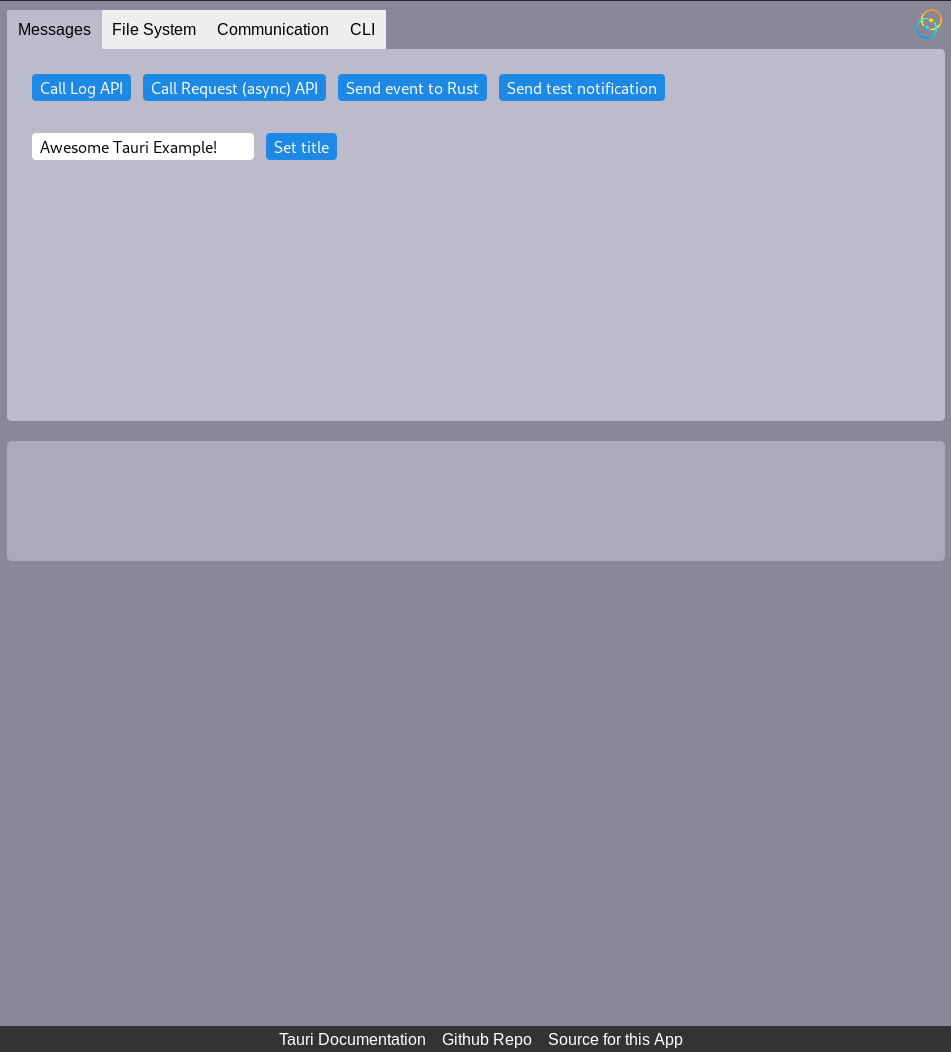 Messages File System Communication CLI
Call Log API Call Request (async) API Send event to Rust Send test notification
Awesome Tauri Example! Set title
Tauri Documentation Github Repo Source for this App